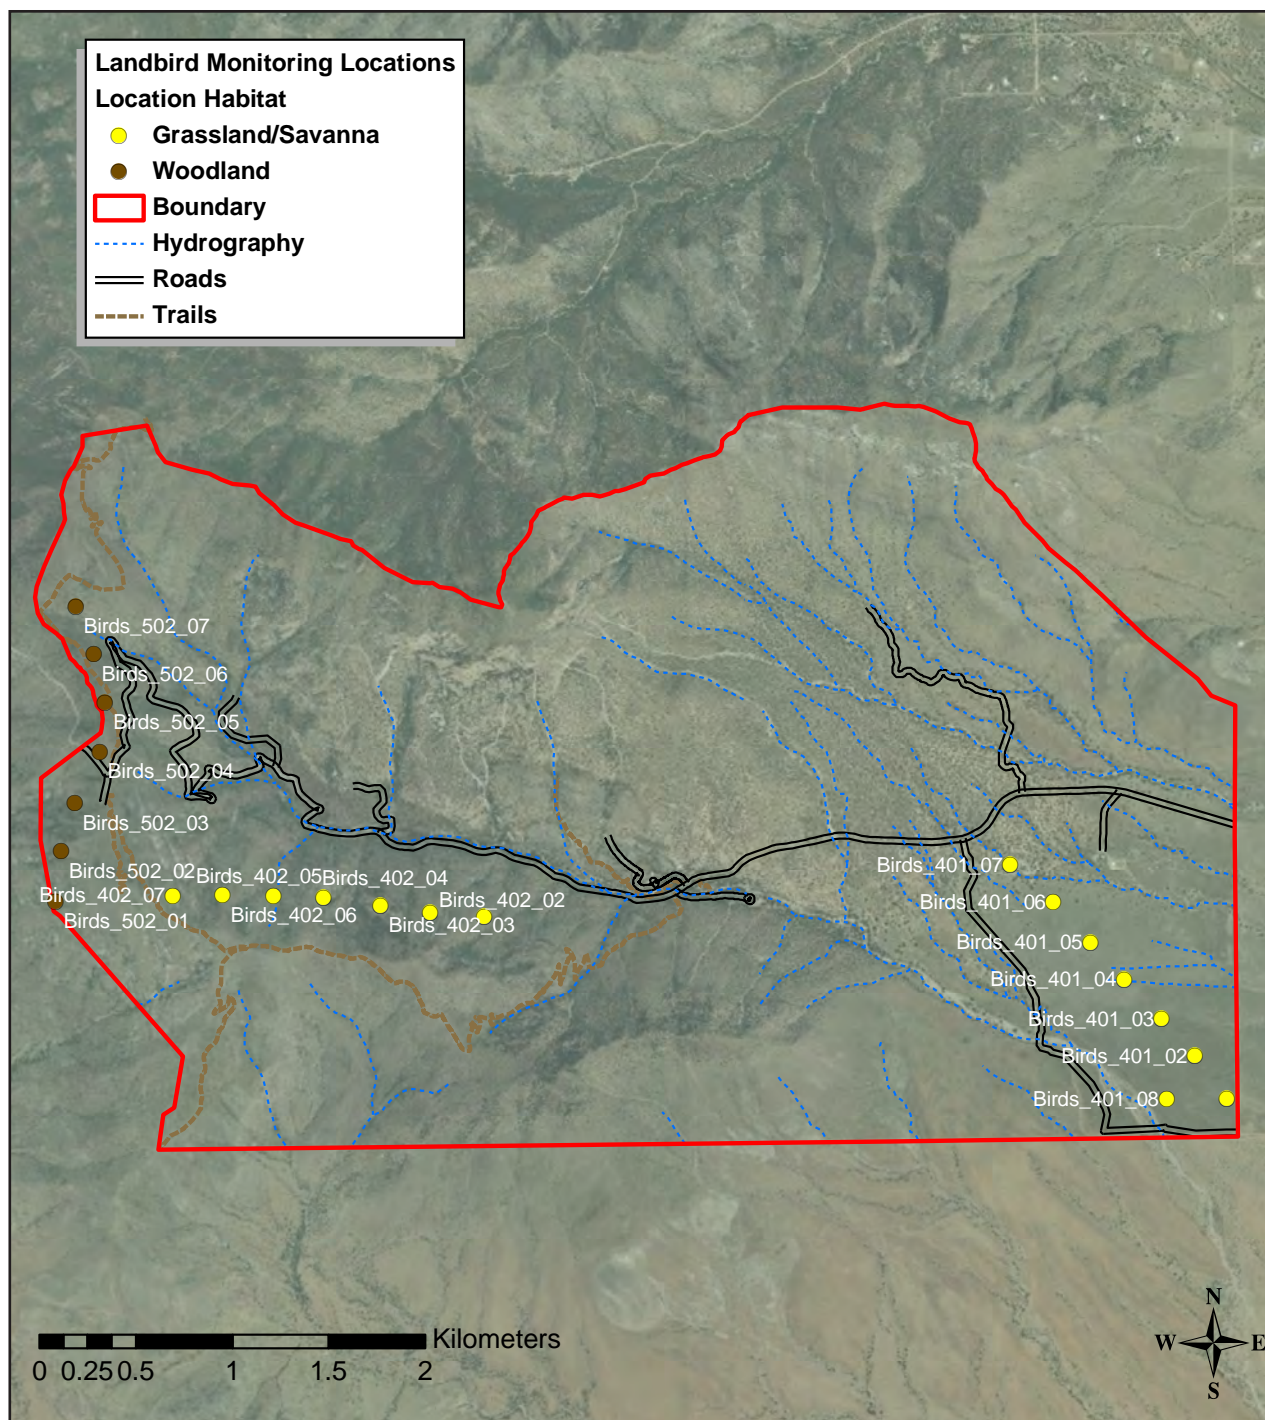 Landbird Monitoring Locations
Location Habitat
Grassland/Savanna
Woodland
Boundary
Hydrography
Roads
Trails
Birds_502_07
Birds_502_06
Birds_502_05
Birds_502_04
Birds_502_03
Birds_502_02
Birds_402_05
Birds_402_04
Birds_402_07
Birds_402_02
Birds_502_01
Birds_402_06
Birds_402_03
Birds_401_07
Birds_401_06
Birds_401_05
Birds_401_04
Birds_401_03
Birds_401_02
Birds_401_08
Kilometers
0 0.25 0.5 1 1.5 2
N
W E
S